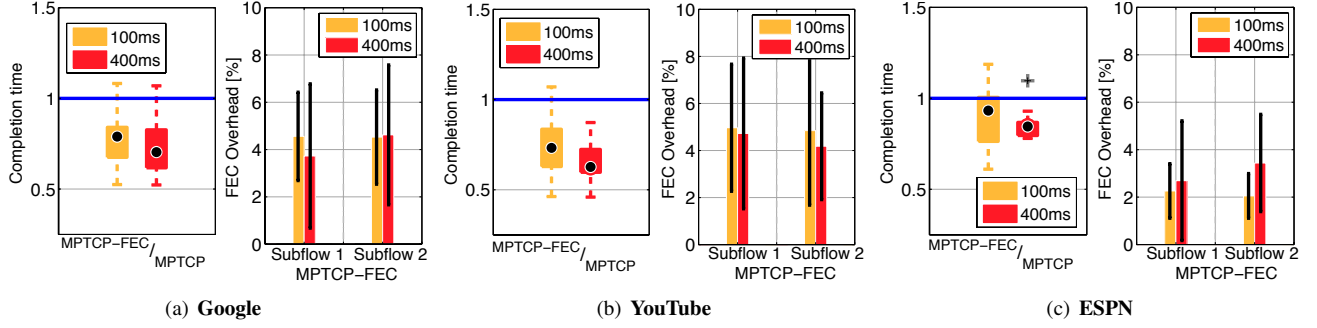 1.5
1
0.5
Completion time
100ms
400ms
MPTCP−FEC/MPTCP
10
8
6
4
2
0
FEC Overhead [%]
100ms
400ms
Subflow 1
Subflow 2
MPTCP−FEC
(a) Google
1.5
1
0.5
Completion time
100ms
400ms
MPTCP−FEC/MPTCP
10
8
6
4
2
0
FEC Overhead [%]
100ms
400ms
Subflow 1
Subflow 2
MPTCP−FEC
(b) YouTube
1.5
1
0.5
Completion time
100ms
400ms
MPTCP−FEC/MPTCP
10
8
6
4
2
0
FEC Overhead [%]
100ms
400ms
Subflow 1
Subflow 2
MPTCP−FEC
(c) ESPN